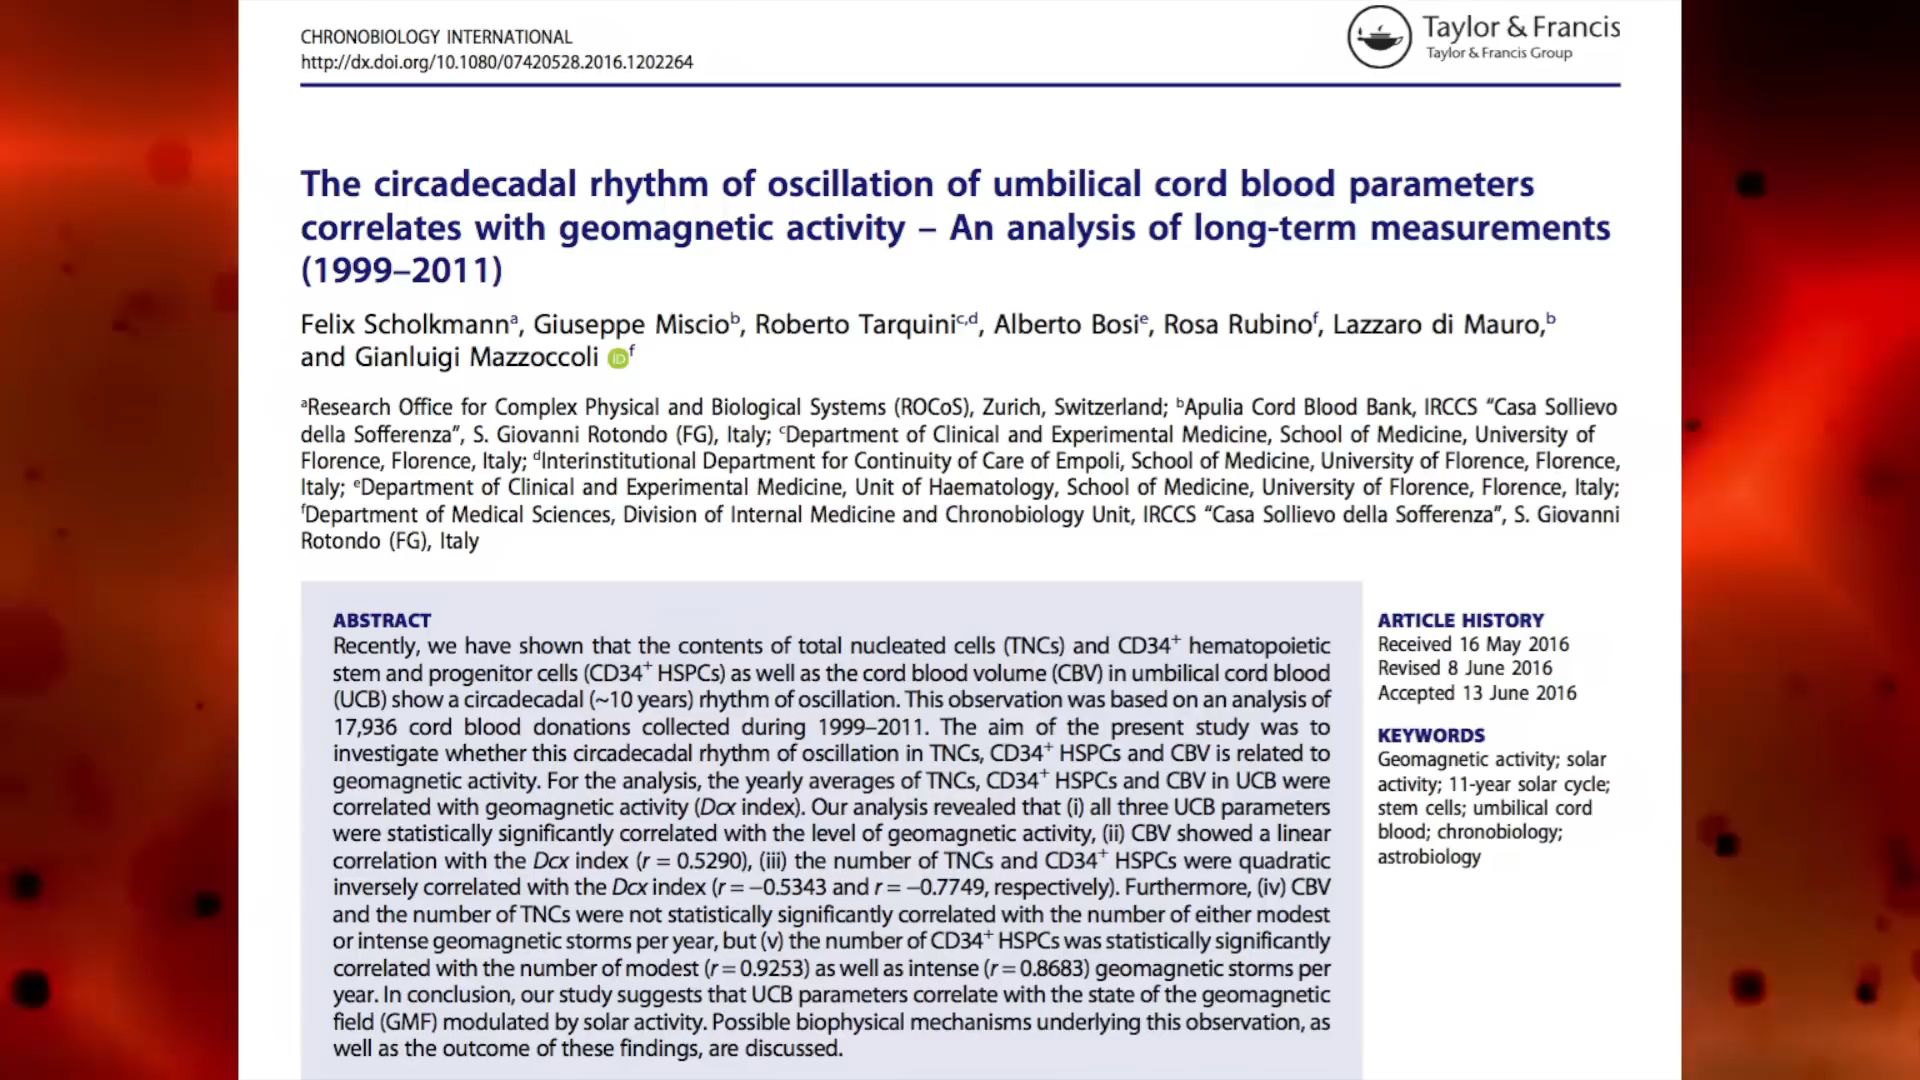 CHRONOBIOLOGY INTERNATIONAL
http://dx.doi.org/10.1080/07420528.2016.1202264
Taylor & Francis
Taylor & Francis Group
The circadecadal rhythm of oscillation of umbilical cord blood parameters
correlates with geomagnetic activity – An analysis of long-term measurements
(1999–2011)
Felix Scholkmannᵃ, Giuseppe Miscioᵇ, Roberto Tarquiniᶜ,ᵈ, Alberto Bosiᵉ, Rosa Rubinoᶠ, Lazzaro di Mauro,ᵇ
and Gianluigi Mazzoccoli iD ᶠ
ᵃResearch Office for Complex Physical and Biological Systems (ROCoS), Zurich, Switzerland; ᵇApulia Cord Blood Bank, IRCCS “Casa Sollievo
della Sofferenza”, S. Giovanni Rotondo (FG), Italy; ᶜDepartment of Clinical and Experimental Medicine, School of Medicine, University of
Florence, Florence, Italy; ᵈInterinstitutional Department for Continuity of Care of Empoli, School of Medicine, University of Florence, Florence,
Italy; ᵉDepartment of Clinical and Experimental Medicine, Unit of Haematology, School of Medicine, University of Florence, Florence, Italy;
ᶠDepartment of Medical Sciences, Division of Internal Medicine and Chronobiology Unit, IRCCS “Casa Sollievo della Sofferenza”, S. Giovanni
Rotondo (FG), Italy
ABSTRACT
Recently, we have shown that the contents of total nucleated cells (TNCs) and CD34⁺ hematopoietic
stem and progenitor cells (CD34⁺ HSPCs) as well as the cord blood volume (CBV) in umbilical cord blood
(UCB) show a circadecadal (~10 years) rhythm of oscillation. This observation was based on an analysis of
17,936 cord blood donations collected during 1999–2011. The aim of the present study was to
investigate whether this circadecadal rhythm of oscillation in TNCs, CD34⁺ HSPCs and CBV is related to
geomagnetic activity. For the analysis, the yearly averages of TNCs, CD34⁺ HSPCs and CBV in UCB were
correlated with geomagnetic activity (Dcx index). Our analysis revealed that (i) all three UCB parameters
were statistically significantly correlated with the level of geomagnetic activity, (ii) CBV showed a linear
correlation with the Dcx index (r = 0.5290), (iii) the number of TNCs and CD34⁺ HSPCs were quadratic
inversely correlated with the Dcx index (r = −0.5343 and r = −0.7749, respectively). Furthermore, (iv) CBV
and the number of TNCs were not statistically significantly correlated with the number of either modest
or intense geomagnetic storms per year, but (v) the number of CD34⁺ HSPCs was statistically significantly
correlated with the number of modest (r = 0.9253) as well as intense (r = 0.8683) geomagnetic storms per
year. In conclusion, our study suggests that UCB parameters correlate with the state of the geomagnetic
field (GMF) modulated by solar activity. Possible biophysical mechanisms underlying this observation, as
well as the outcome of these findings, are discussed.
ARTICLE HISTORY
Received 16 May 2016
Revised 8 June 2016
Accepted 13 June 2016
KEYWORDS
Geomagnetic activity; solar
activity; 11-year solar cycle;
stem cells; umbilical cord
blood; chronobiology;
astrobiology